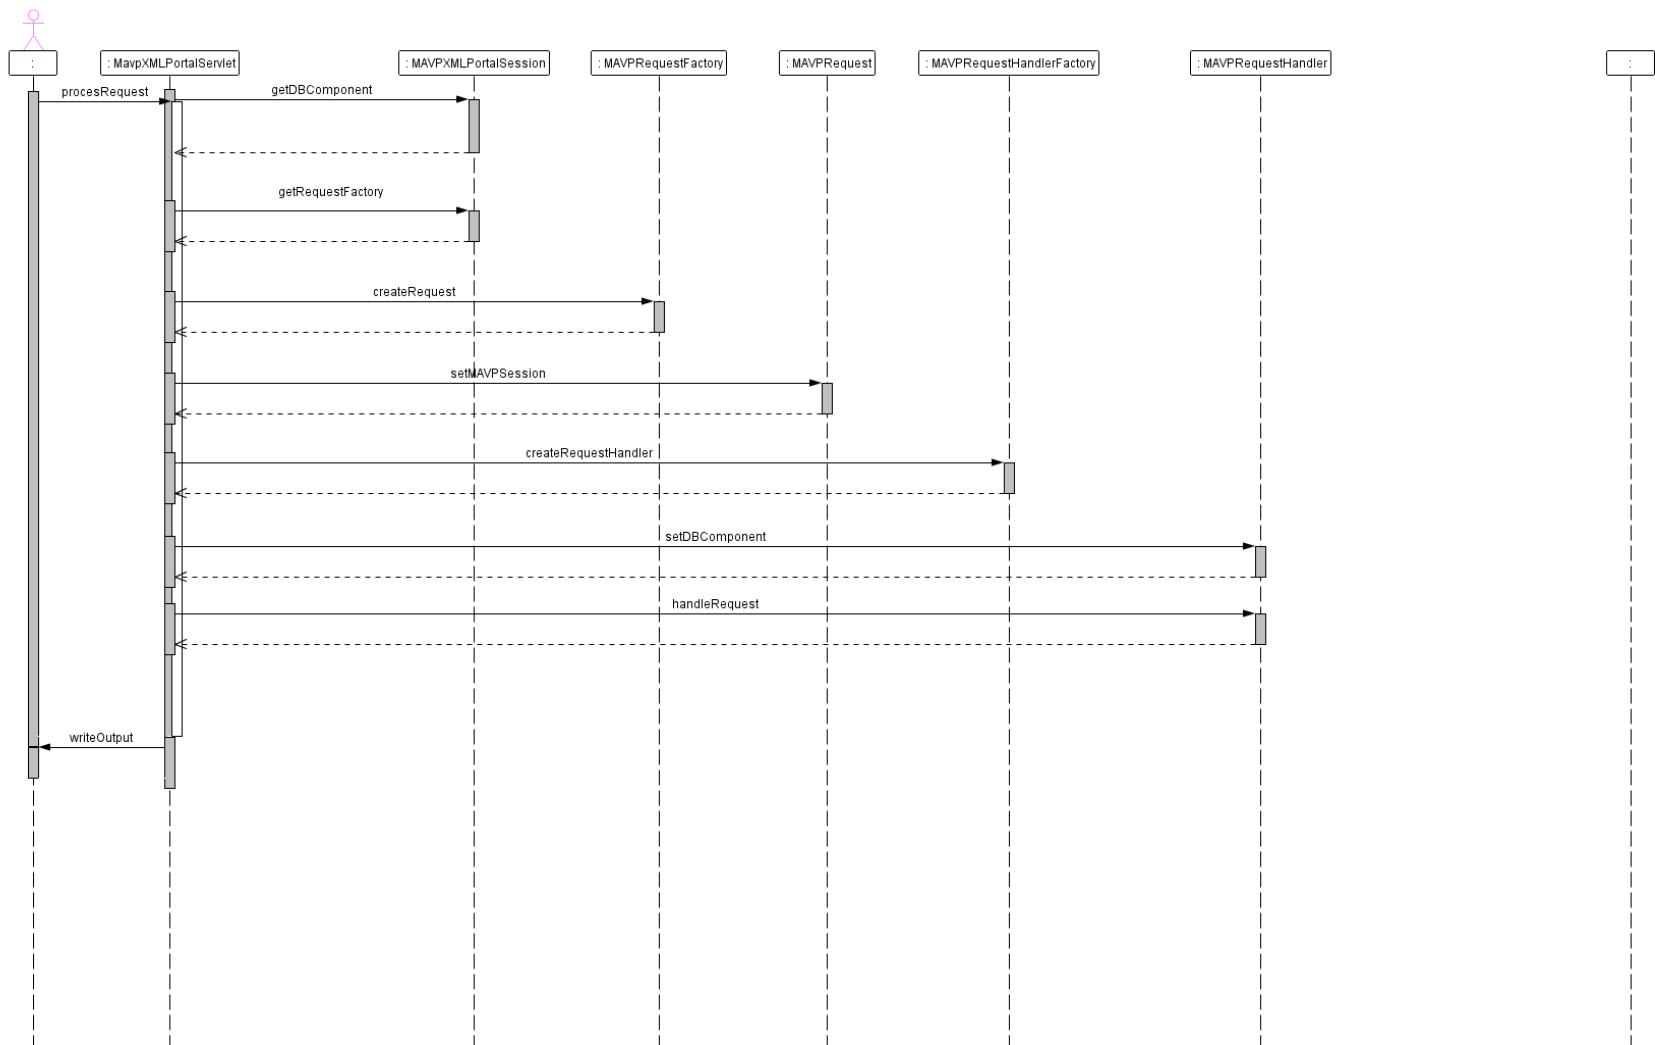 :
: MavpXMLPortalServlet
: MAVPXMLPortalSession
: MAVPRequestFactory
: MAVPRequest
: MAVPRequestHandlerFactory
: MAVPRequestHandler
:
procesRequest
getDBComponent
getRequestFactory
createRequest
setMAVPSession
createRequestHandler
setDBComponent
handleRequest
writeOutput